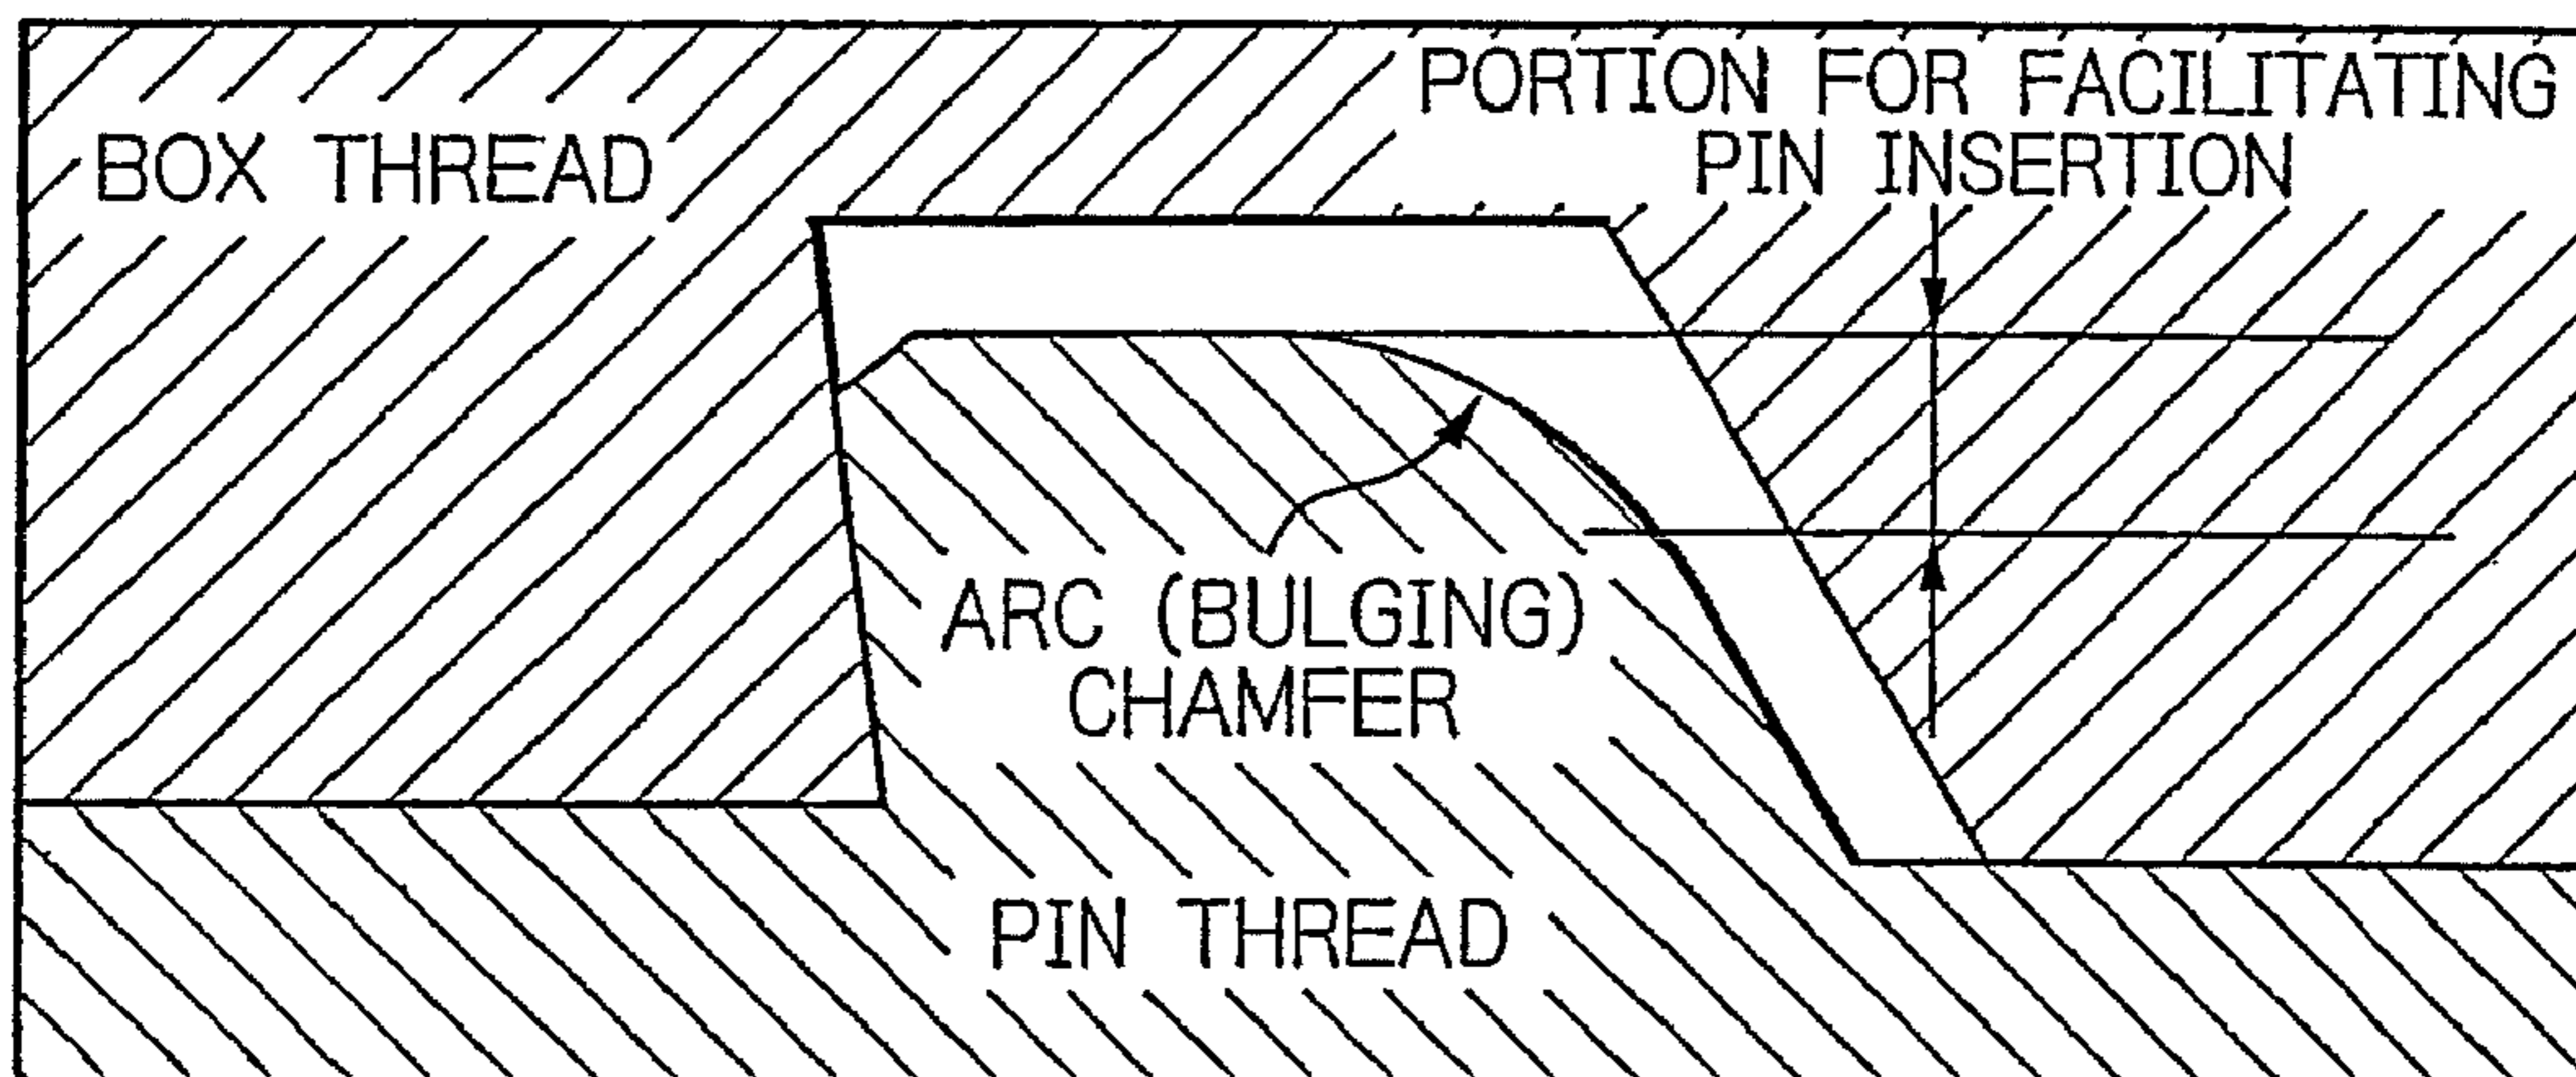 BOX THREAD
PORTION FOR FACILITATING
PIN INSERTION
ARC (BULGING)
CHAMFER
PIN THREAD